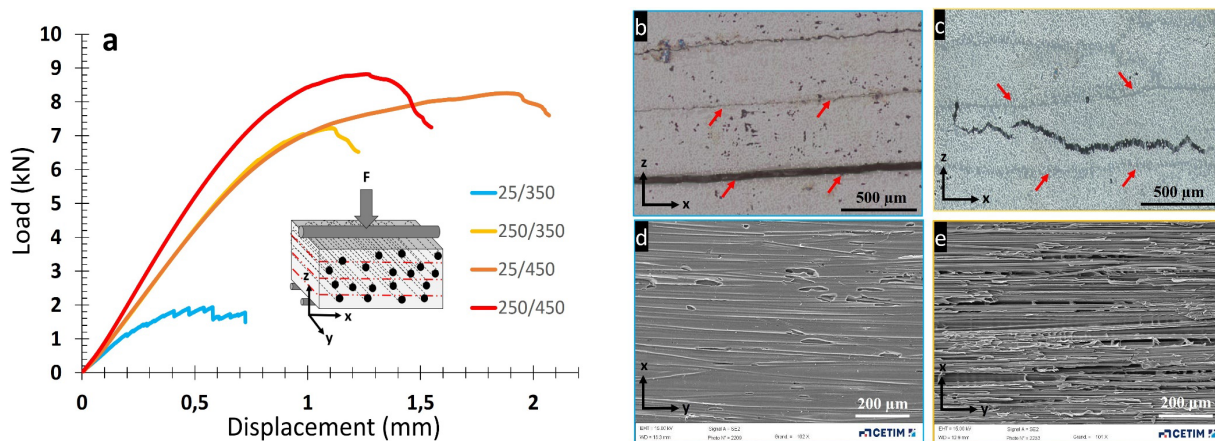 a
Load (kN)
10
9
8
7
6
5
4
3
2
1
0
0
0,5
1
1,5
2
Displacement (mm)
F
z
x
y
25/350
250/350
25/450
250/450
b
z
x
500 µm
c
z
x
500 µm
d
x
y
200 µm
CETIM
e
x
y
200 µm
CETIM